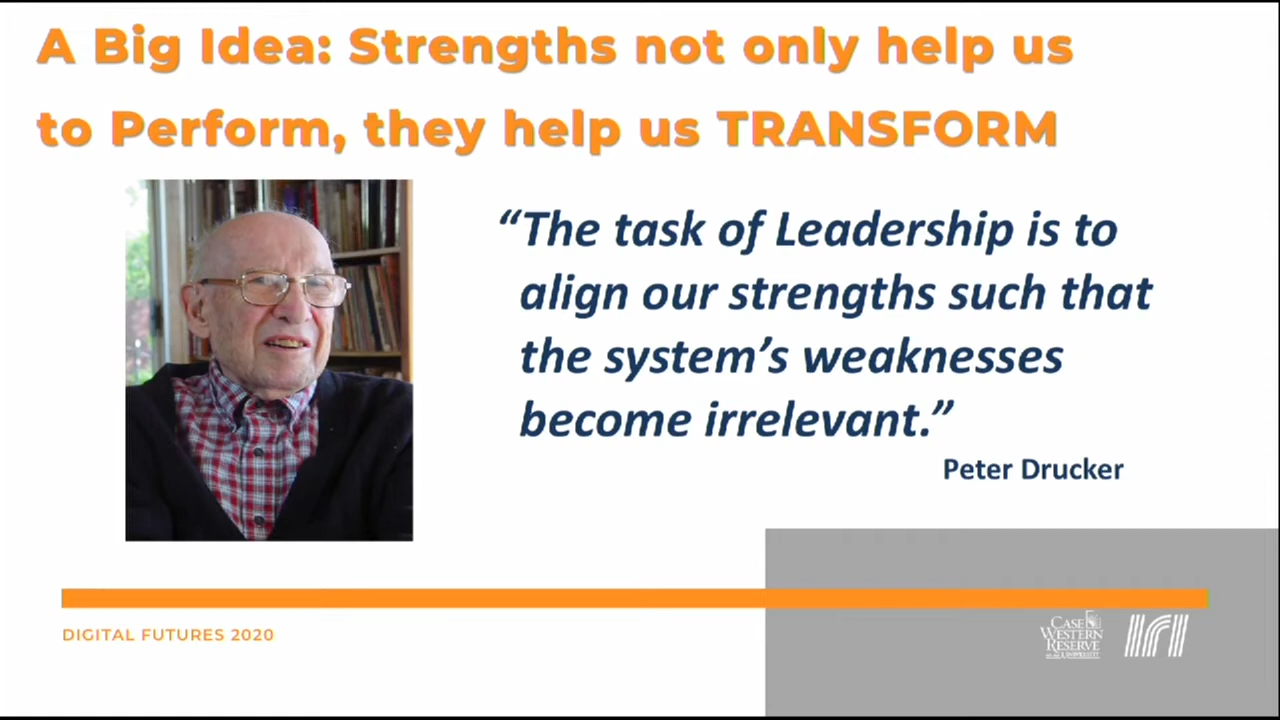 A Big Idea: Strengths not only help us
to Perform, they help us TRANSFORM
“The task of Leadership is to
align our strengths such that
the system’s weaknesses
become irrelevant.”
Peter Drucker
DIGITAL FUTURES 2020
CASE
WESTERN
RESERVE
UNIVERSITY